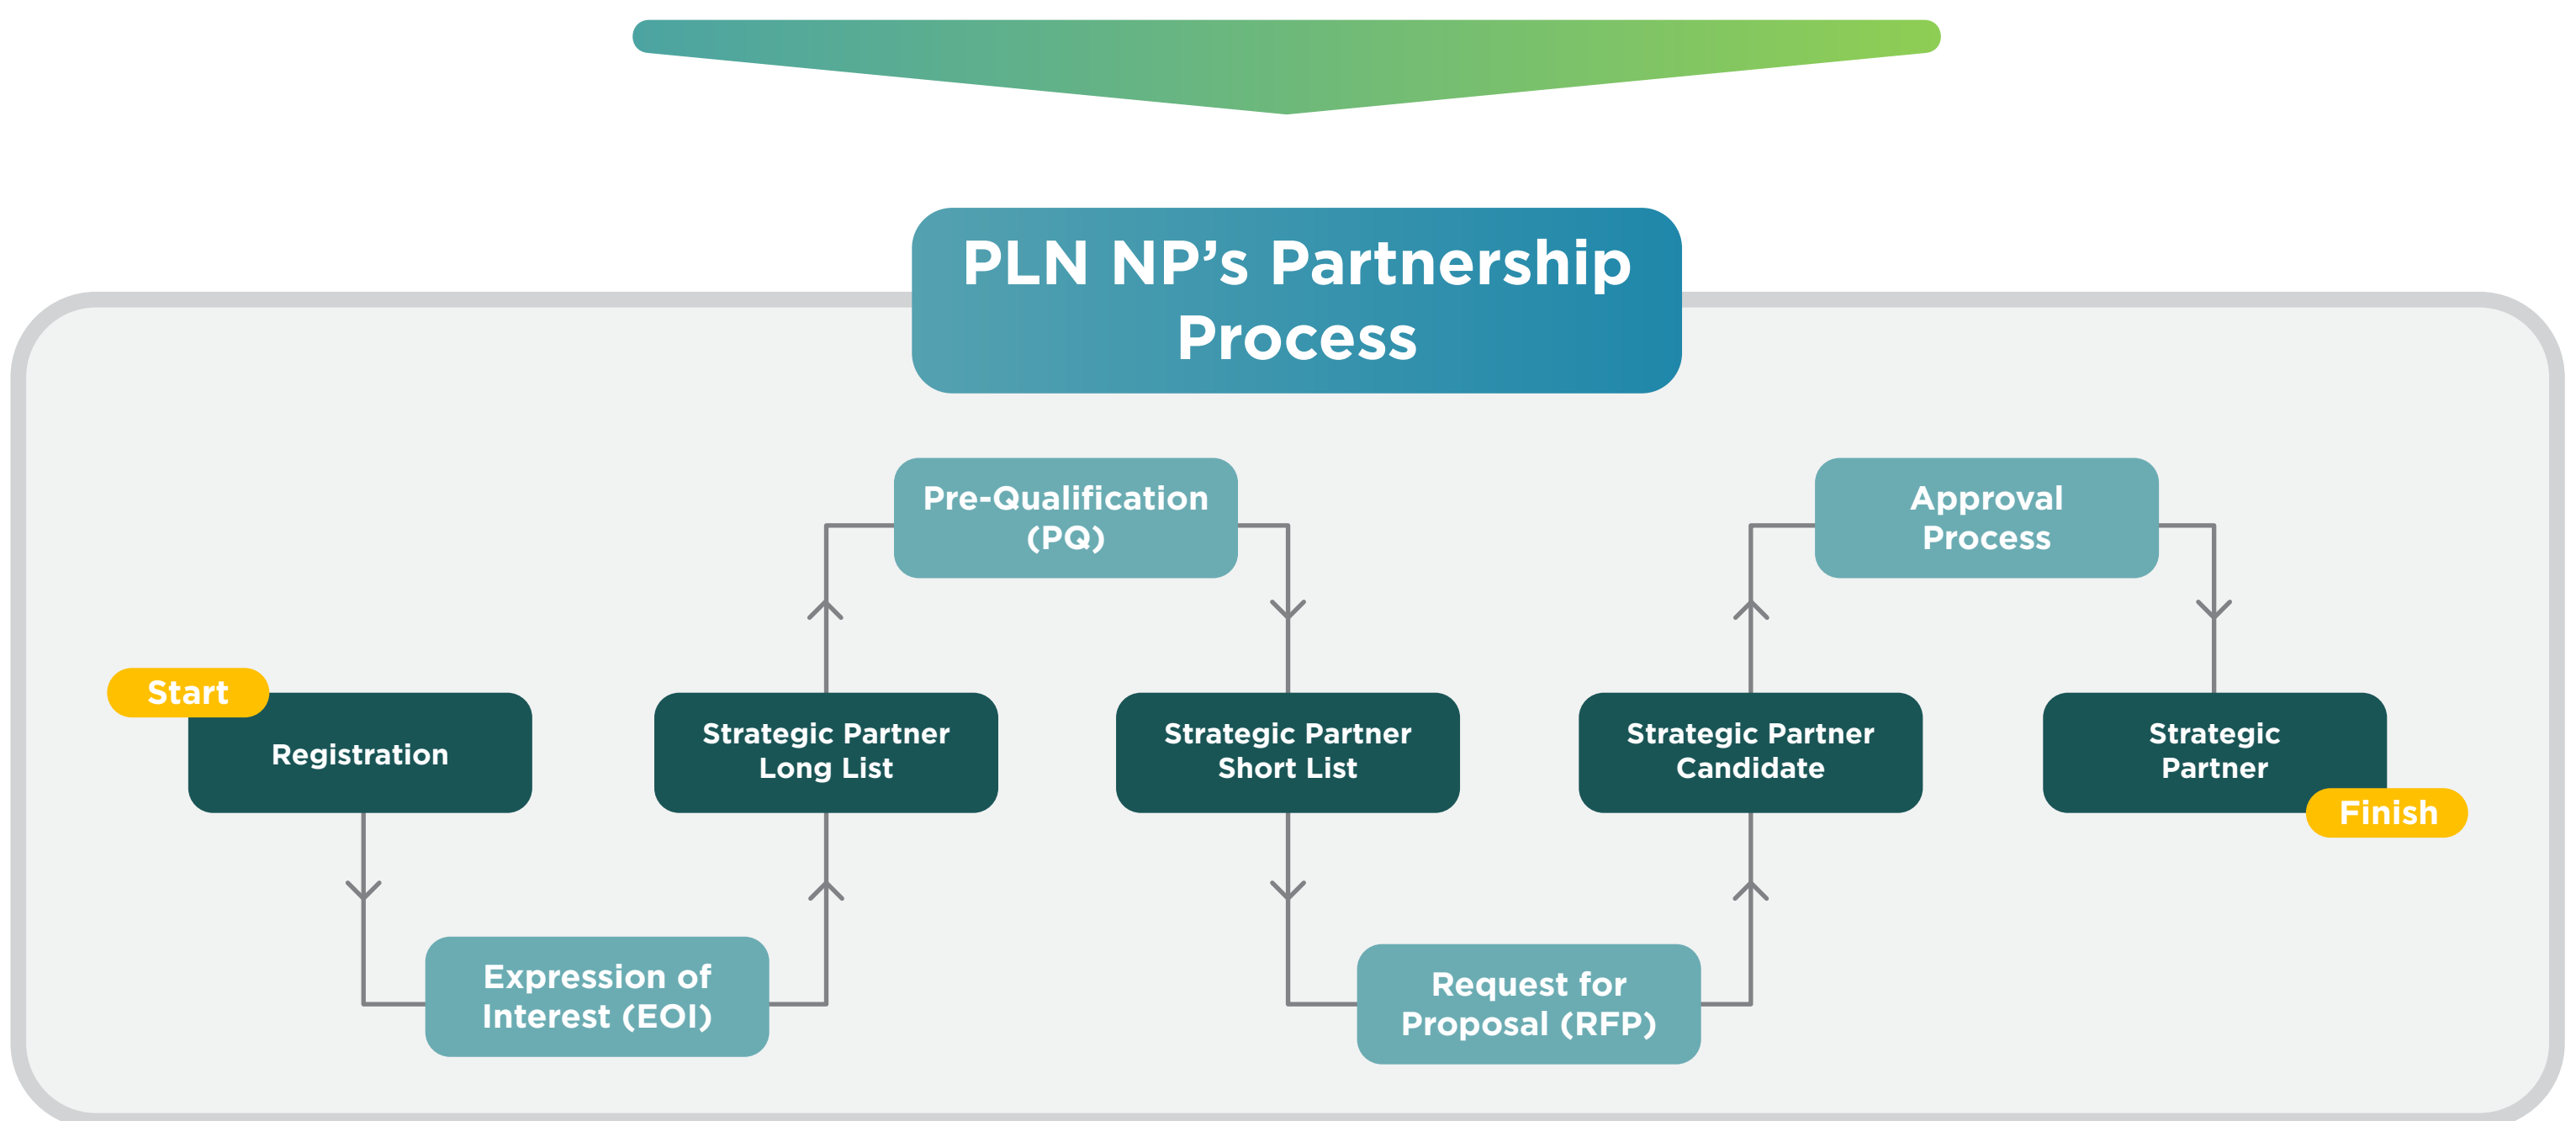 PLN NP’s Partnership
Process
Start
Registration
Expression of
Interest (EOI)
Strategic Partner
Long List
Pre-Qualification
(PQ)
Strategic Partner
Short List
Request for
Proposal (RFP)
Strategic Partner
Candidate
Approval
Process
Strategic
Partner
Finish